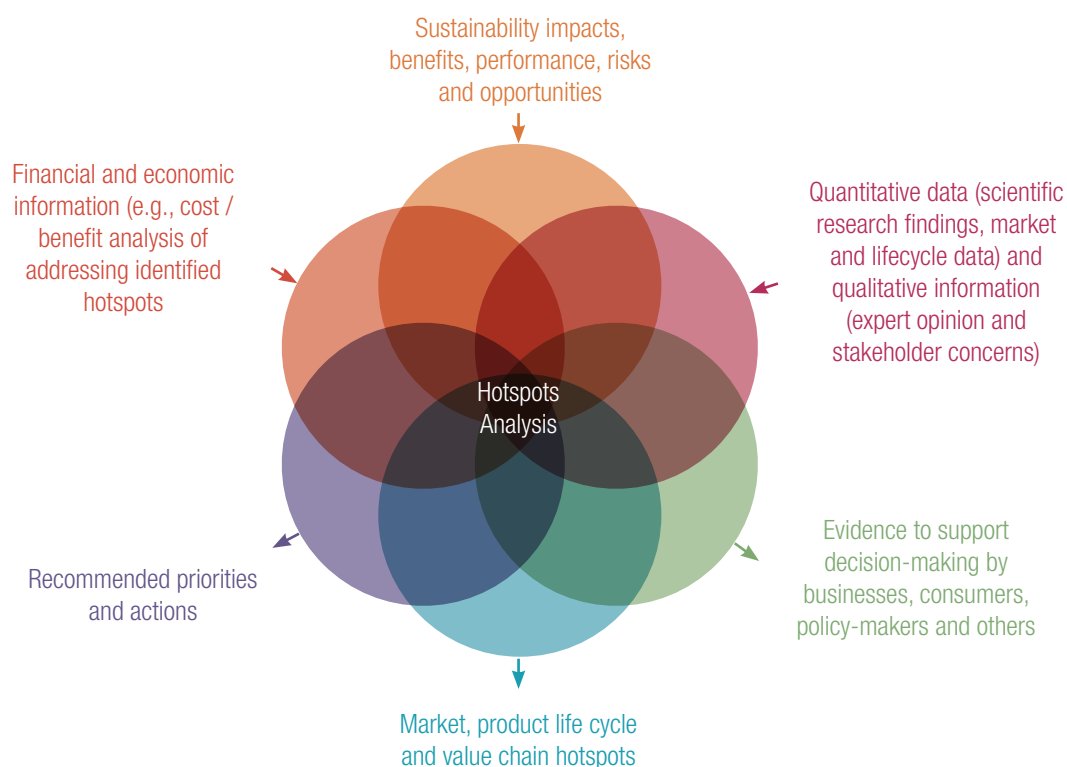 Sustainability impacts,
benefits, performance, risks
and opportunities
Financial and economic
information (e.g., cost /
benefit analysis of
addressing identified
hotspots
Quantitative data (scientific
research findings, market
and lifecycle data) and
qualitative information
(expert opinion and
stakeholder concerns)
Hotspots
Analysis
Evidence to support
decision-making by
businesses, consumers,
policy-makers and others
Recommended priorities
and actions
Market, product life cycle
and value chain hotspots